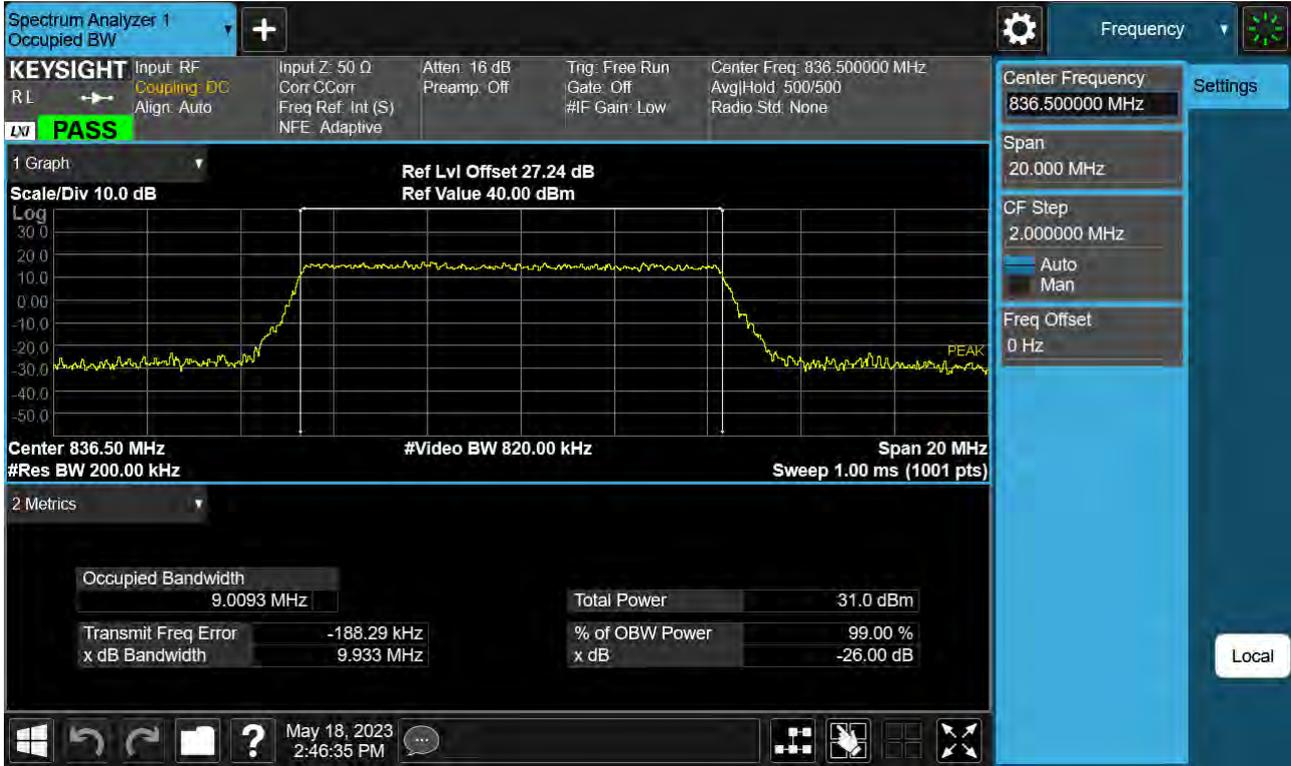 Spectrum Analyzer 1
Occupied BW
+
Frequency
KEYSIGHT Input: RF Input Z: 50 Ω Atten: 16 dB Trig: Free Run Center Freq: 836.500000 MHz
RL Coupling: DC Corr CCorr Preamp: Off Gate: Off Avg|Hold: 500/500
Align: Auto Freq Ref: Int (S) #IF Gain: Low Radio Std: None
LXI PASS NFE: Adaptive
Center Frequency
836.500000 MHz
Settings
Span
20.000 MHz
CF Step
2.000000 MHz
Auto
Man
Freq Offset
0 Hz
1 Graph
Ref Lvl Offset 27.24 dB
Scale/Div 10.0 dB Ref Value 40.00 dBm
Log
30.0
20.0
10.0
0.00
-10.0
-20.0
PEAK
-30.0
-40.0
-50.0
Center 836.50 MHz #Video BW 820.00 kHz Span 20 MHz
#Res BW 200.00 kHz Sweep 1.00 ms (1001 pts)
2 Metrics
Occupied Bandwidth
9.0093 MHz
Total Power 31.0 dBm
Transmit Freq Error -188.29 kHz % of OBW Power 99.00 %
x dB Bandwidth 9.933 MHz x dB -26.00 dB
Local
? May 18, 2023
2:46:35 PM